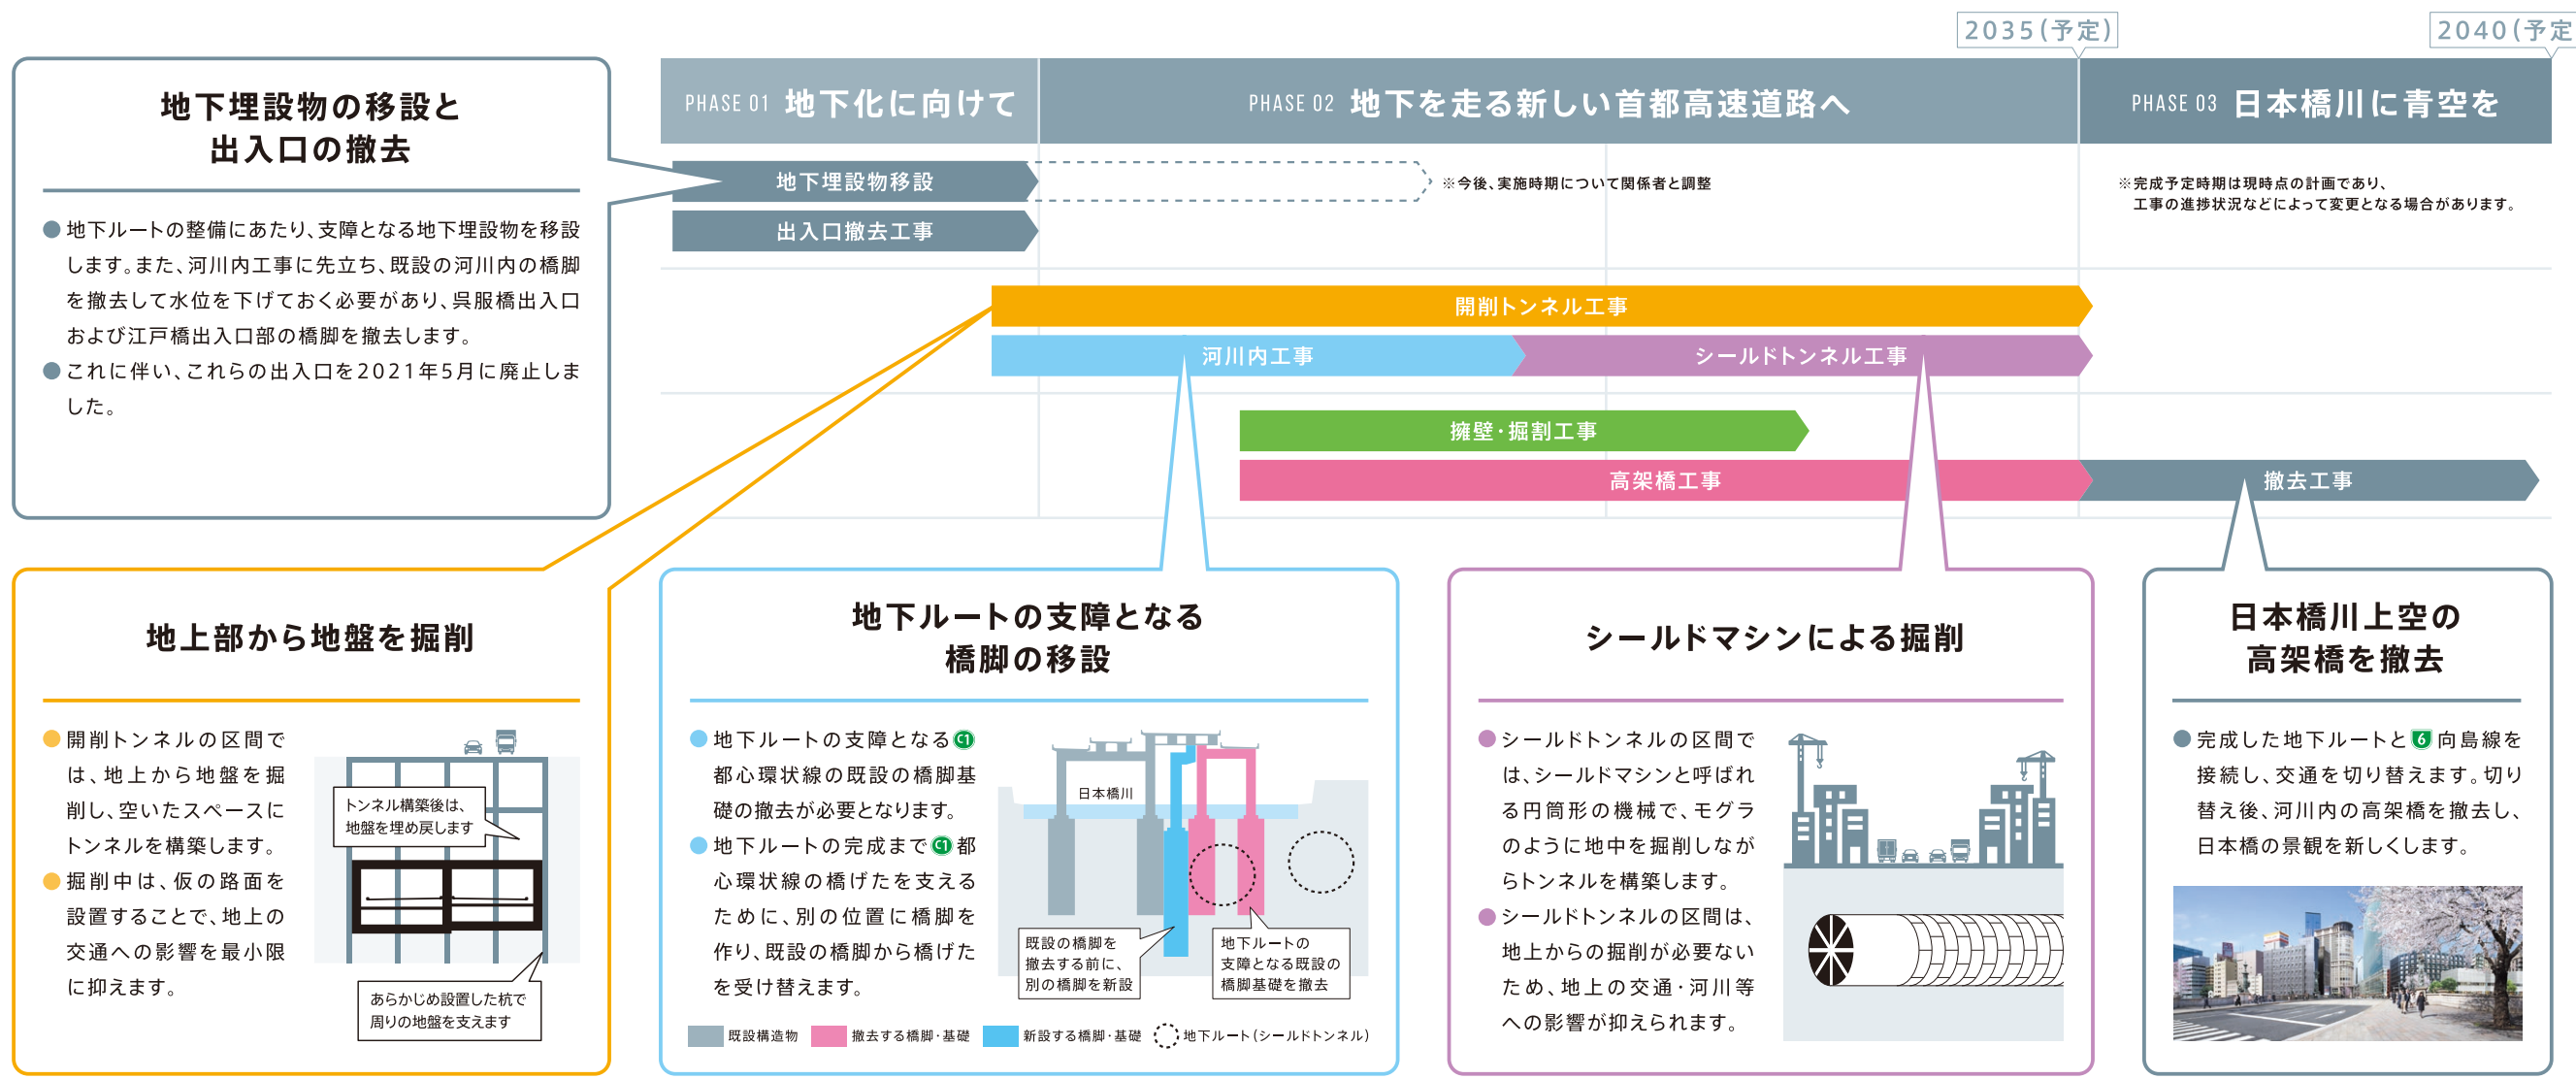 2035(予定)
2040(予定
PHASE 01 地下化に向けて
PHASE 02 地下を走る新しい首都高速道路へ
PHASE 03 日本橋川に青空を
地下埋設物の移設と
出入口の撤去
●地下ルートの整備にあたり、支障となる地下埋設物を移設
します。また、河川内工事に先立ち、既設の河川内の橋脚
を撤去して水位を下げておく必要があり、呉服橋出入口
および江戸橋出入口部の橋脚を撤去します。
●これに伴い、これらの出入口を2021年5月に廃止しま
した。
地下埋設物移設
※今後、実施時期について関係者と調整
出入口撤去工事
※完成予定時期は現時点の計画であり、
工事の進捗状況などによって変更となる場合があります。
開削トンネル工事
河川内工事
シールドトンネル工事
擁壁・掘割工事
高架橋工事
撤去工事
地上部から地盤を掘削
●開削トンネルの区間で
は、地上から地盤を掘
削し、空いたスペースに
トンネルを構築します。
●掘削中は、仮の路面を
設置することで、地上の
交通への影響を最小限
に抑えます。
トンネル構築後は、
地盤を埋め戻します
あらかじめ設置した杭で
周りの地盤を支えます
地下ルートの支障となる
橋脚の移設
●地下ルートの支障となるC1
都心環状線の既設の橋脚基
礎の撤去が必要となります。
●地下ルートの完成までC1都
心環状線の橋げたを支える
ために、別の位置に橋脚を
作り、既設の橋脚から橋げた
を受け替えます。
日本橋川
既設の橋脚を
撤去する前に、
別の橋脚を新設
地下ルートの
支障となる既設の
橋脚基礎を撤去
既設構造物
撤去する橋脚・基礎
新設する橋脚・基礎
地下ルート(シールドトンネル)
シールドマシンによる掘削
●シールドトンネルの区間で
は、シールドマシンと呼ばれ
る円筒形の機械で、モグラ
のように地中を掘削しなが
らトンネルを構築します。
●シールドトンネルの区間は、
地上からの掘削が必要ない
ため、地上の交通・河川等
への影響が抑えられます。
日本橋川上空の
高架橋を撤去
●完成した地下ルートと6向島線を
接続し、交通を切り替えます。切り
替え後、河川内の高架橋を撤去し、
日本橋の景観を新しくします。